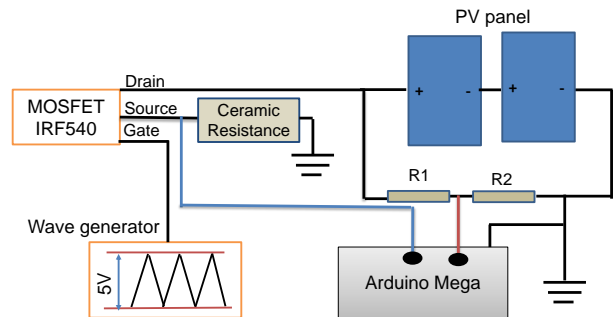 PV panel
Drain
MOSFET
IRF540
Source
Gate
Ceramic
Resistance
+ - + -
R1 R2
Wave generator
5V
Arduino Mega